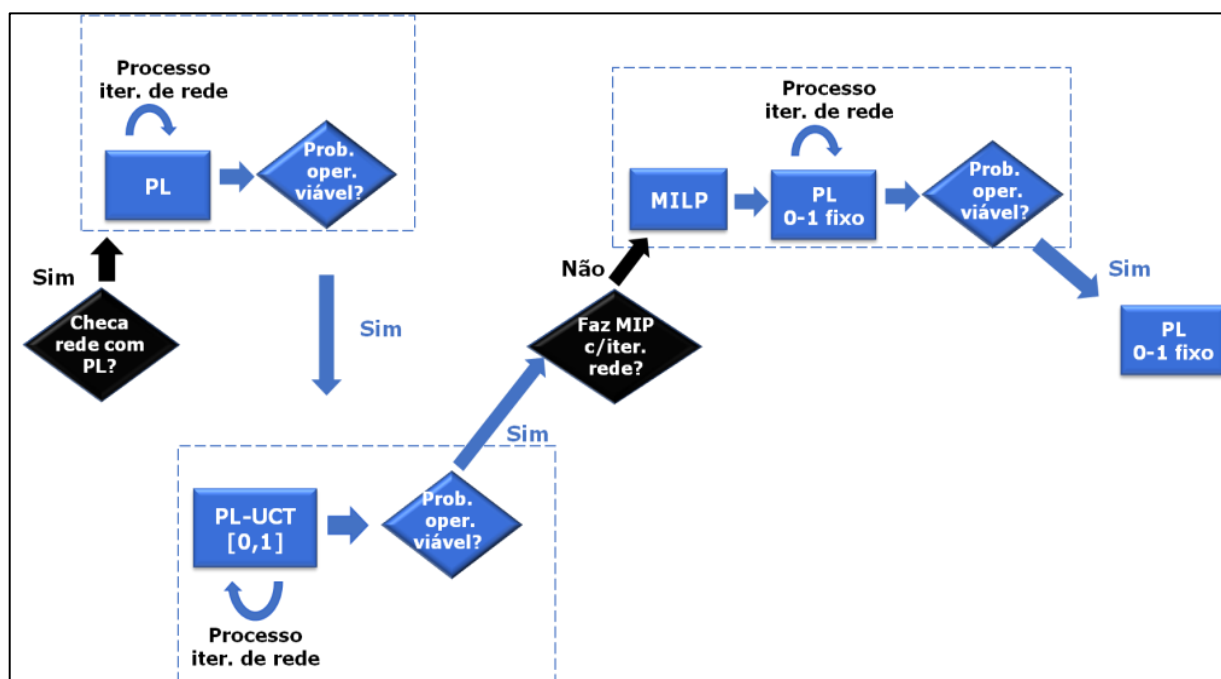 Processo
iter. de rede
PL
Prob.
oper.
viável?
Sim
Checa
rede com
PL?
Sim
PL-UCT
[0,1]
Processo
iter. de rede
Prob.
oper.
viável?
Sim
Faz MIP
c/iter.
rede?
Não
MILP
Processo
iter. de rede
PL
0-1 fixo
Prob.
oper.
viável?
Sim
PL
0-1 fixo